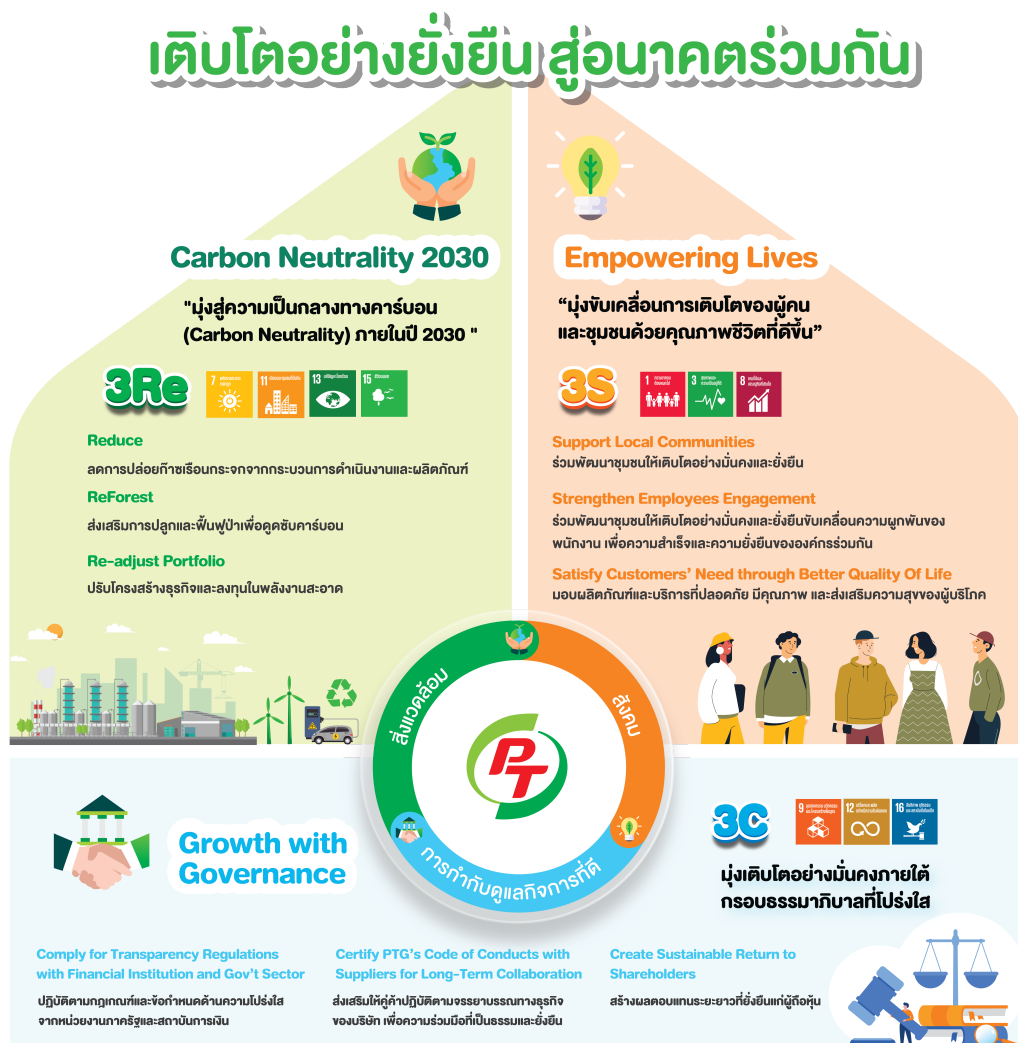 เติบโตอย่างยั่งยืน สู่อนาคตร่วมกัน
Carbon Neutrality 2030
"มุ่งสู่ความเป็นกลางทางคาร์บอน
(Carbon Neutrality) ภายในปี 2030 "
3Re
7
11
13
15
Reduce
ลดการปล่อยก๊าซเรือนกระจกจากกระบวนการดำเนินงานและผลิตภัณฑ์
ReForest
ส่งเสริมการปลูกและฟื้นฟูป่าเพื่อดูดซับคาร์บอน
Re-adjust Portfolio
ปรับโครงสร้างธุรกิจและลงทุนในพลังงานสะอาด
Empowering Lives
“มุ่งขับเคลื่อนการเติบโตของผู้คน
และชุมชนด้วยคุณภาพชีวิตที่ดีขึ้น”
3S
1
3
8
Support Local Communities
ร่วมพัฒนาชุมชนให้เติบโตอย่างมั่นคงและยั่งยืน
Strengthen Employees Engagement
ร่วมพัฒนาชุมชนให้เติบโตอย่างมั่นคงและยั่งยืนขับเคลื่อนความผูกพันของ
พนักงาน เพื่อความสำเร็จและความยั่งยืนขององค์กรร่วมกัน
Satisfy Customers’ Need through Better Quality Of Life
มอบผลิตภัณฑ์และบริการที่ปลอดภัย มีคุณภาพ และส่งเสริมความสุขของผู้บริโภค
สิ่งแวดล้อม
สังคม
PT
การกำกับดูแลกิจการที่ดี
Growth with
Governance
3C
9
12
16
มุ่งเติบโตอย่างมั่นคงภายใต้
กรอบธรรมาภิบาลที่โปร่งใส
Comply for Transparency Regulations
with Financial Institution and Gov’t Sector
ปฏิบัติตามกฎเกณฑ์และข้อกำหนดด้านความโปร่งใส
จากหน่วยงานภาครัฐและสถาบันการเงิน
Certify PTG’s Code of Conducts with
Suppliers for Long-Term Collaboration
ส่งเสริมให้คู่ค้าปฏิบัติตามจรรยาบรรณทางธุรกิจ
ของบริษัท เพื่อความร่วมมือที่เป็นธรรมและยั่งยืน
Create Sustainable Return to
Shareholders
สร้างผลตอบแทนระยะยาวที่ยั่งยืนแก่ผู้ถือหุ้น